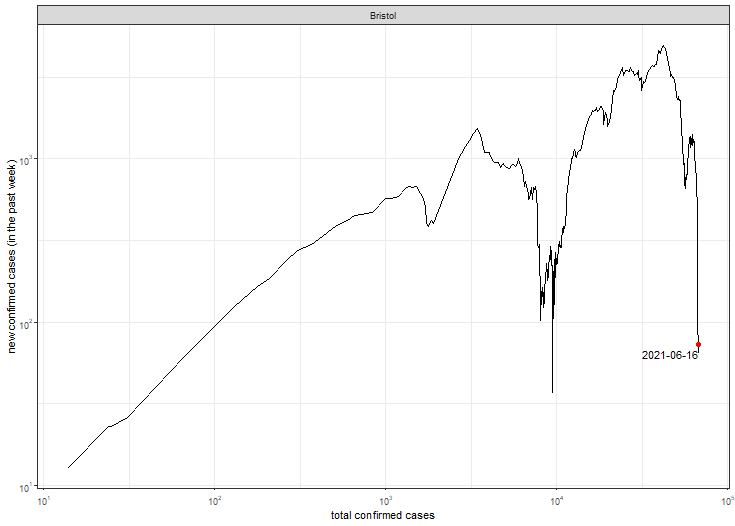 Bristol
new confirmed cases (in the past week)
10³
10²
10¹
2021-06-16
10¹ 10² 10³ 10⁴ 10⁵
total confirmed cases